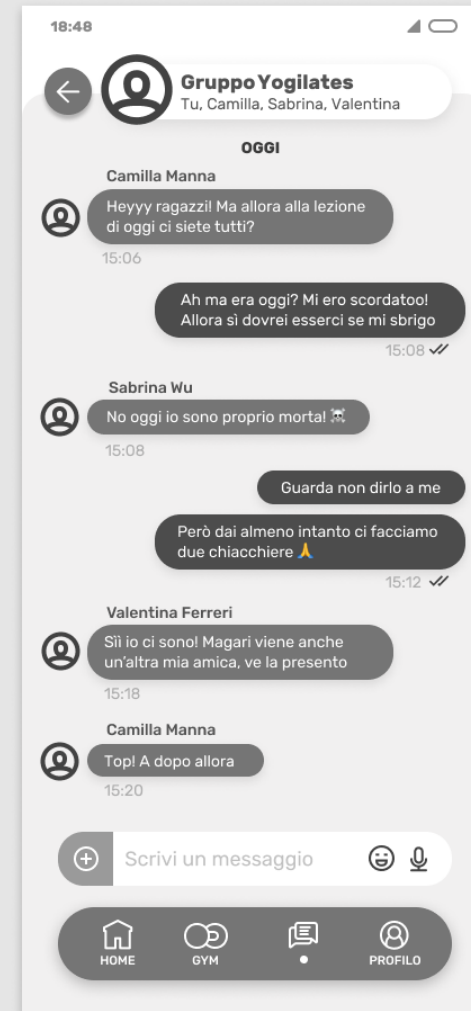 18:48
Gruppo Yogilates
Tu, Camilla, Sabrina, Valentina
OGGI
Camilla Manna
Heyyy ragazzi! Ma allora alla lezione
di oggi ci siete tutti?
15:06
Ah ma era oggi? Mi ero scordatoo!
Allora sì dovrei esserci se mi sbrigo
15:08
Sabrina Wu
No oggi io sono proprio morta! ☠️
15:08
Guarda non dirlo a me
Però dai almeno intanto ci facciamo
due chiacchiere 🙏
15:12
Valentina Ferreri
Sìì io ci sono! Magari viene anche
un'altra mia amica, ve la presento
15:18
Camilla Manna
Top! A dopo allora
15:20
Scrivi un messaggio
HOME
GYM
PROFILO